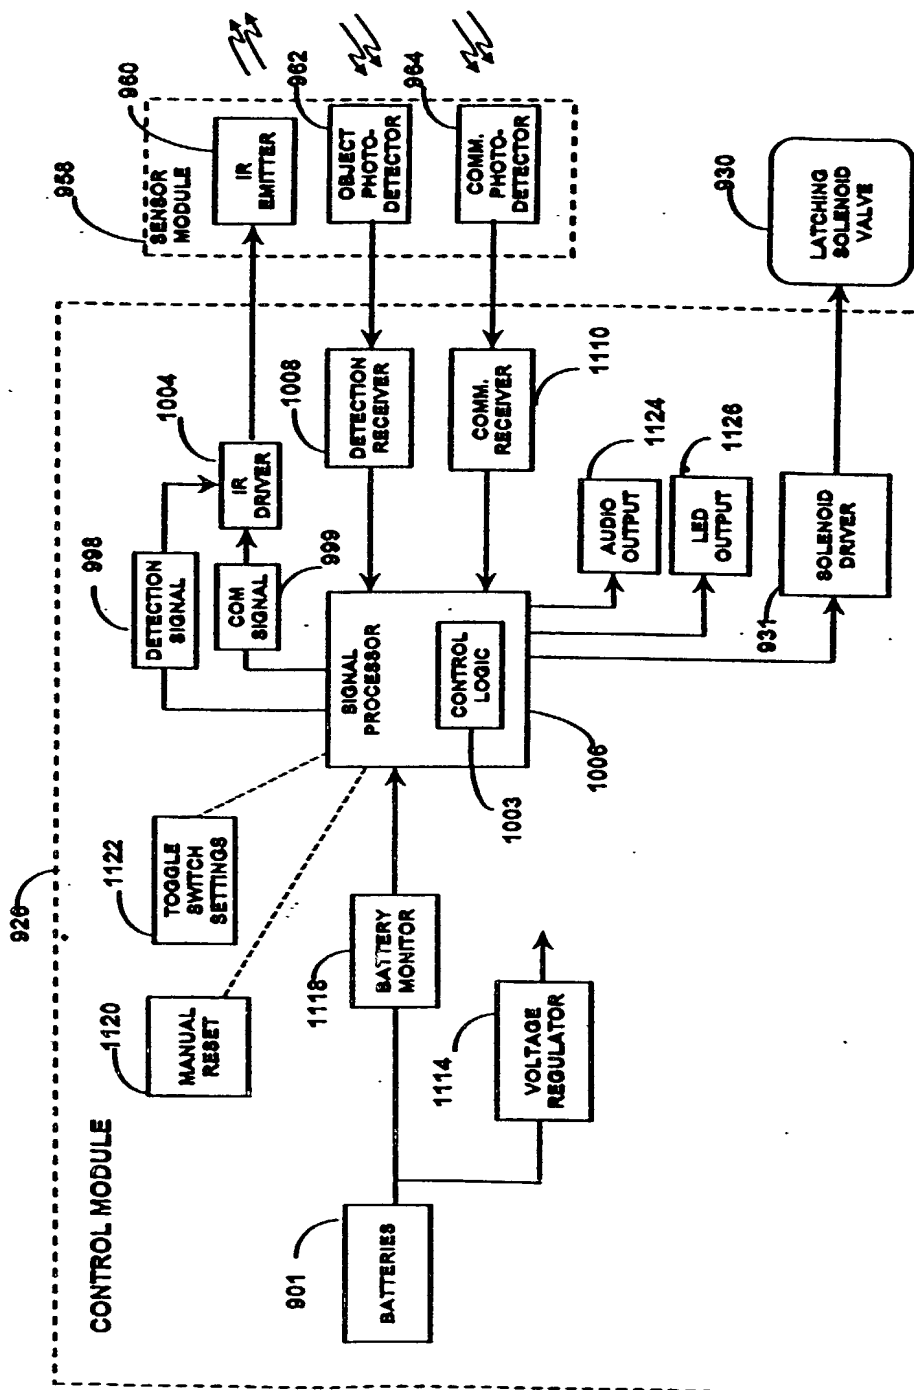 CONTROL MODULE
926
1120
MANUAL
RESET
1122
TOGGLE
SWITCH
SETTINGS
998
DETECTION
SIGNAL
COM
SIGNAL
999
1004
IR
DRIVER
958
SENSOR
MODULE
960
IR
EMITTER
962
OBJECT
PHOTO-
DETECTOR
964
COMM.
PHOTO-
DETECTOR
901
BATTERIES
1118
BATTERY
MONITOR
1114
VOLTAGE
REGULATOR
SIGNAL
PROCESSOR
CONTROL
LOGIC
1003
1006
1008
DETECTION
RECEIVER
COMM.
RECEIVER
1110
AUDIO
OUTPUT
1124
LED
OUTPUT
1126
931
SOLENOID
DRIVER
930
LATCHING
SOLENOID
VALVE